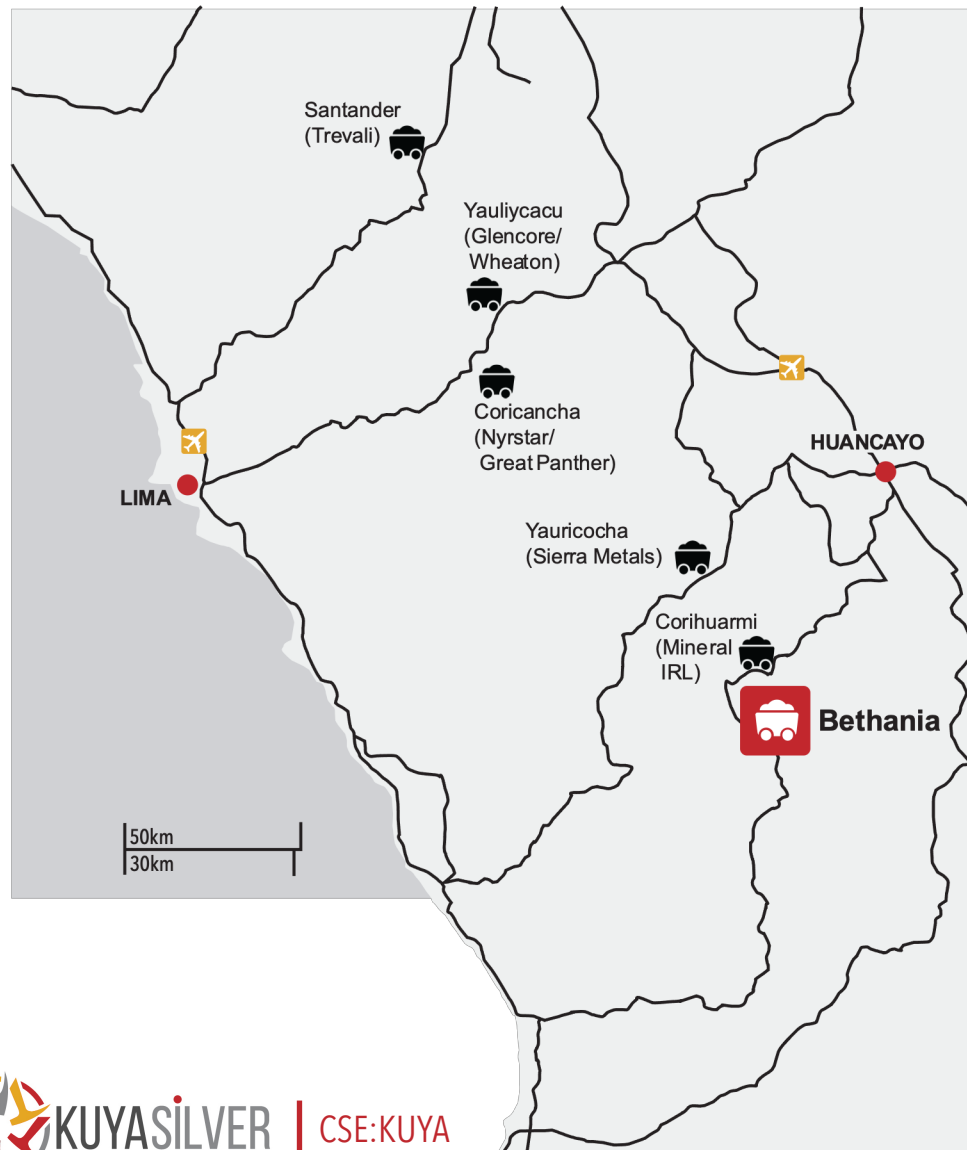 Santander
(Trevali)
Yauliycacu
(Glencore/
Wheaton)
Coricancha
(Nyrstar/
Great Panther)
HUANCAYO
LIMA
Yauricocha
(Sierra Metals)
Corihuarmi
(Mineral
IRL)
Bethania
50km
30km
KUYASILVER | CSE:KUYA